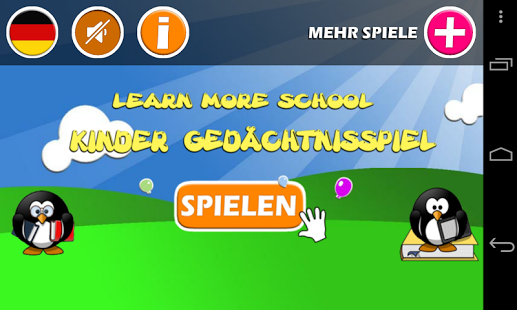 MEHR SPIELE
LEARN MORE SCHOOL
KINDER GEDÄCHTNISSPIEL
SPIELEN